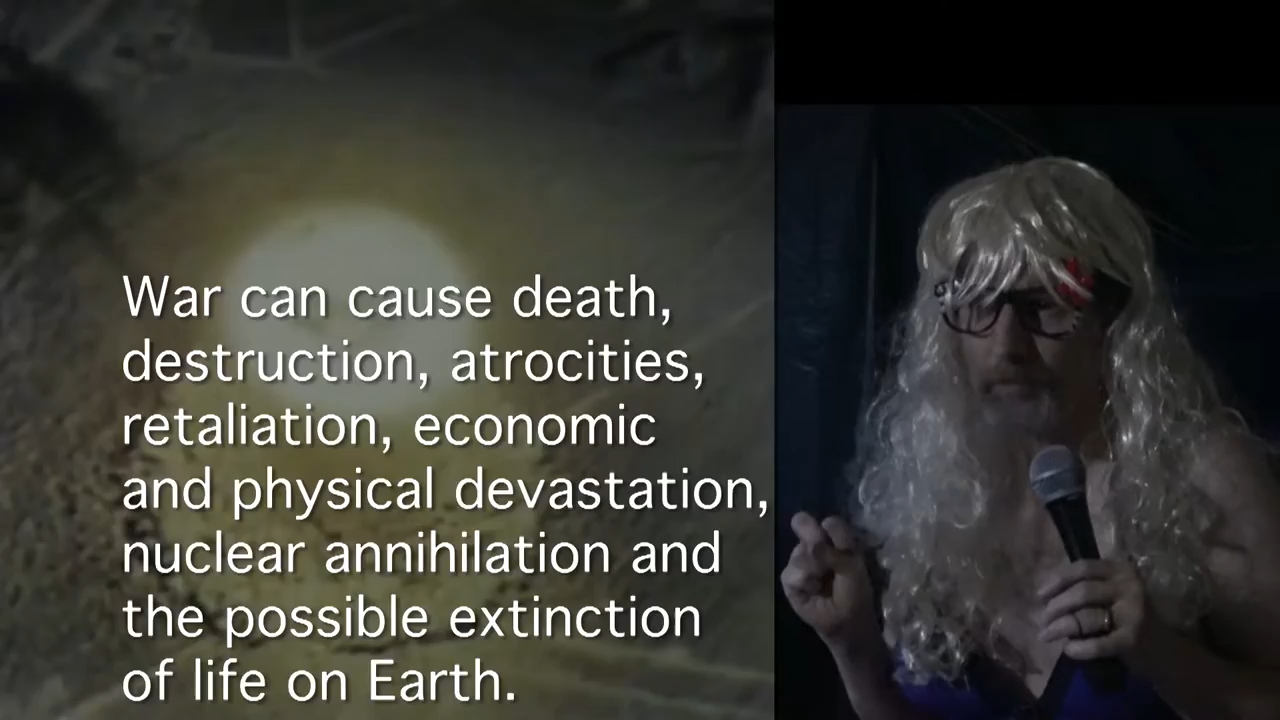 War can cause death,
destruction, atrocities,
retaliation, economic
and physical devastation,
nuclear annihilation and
the possible extinction
of life on Earth.